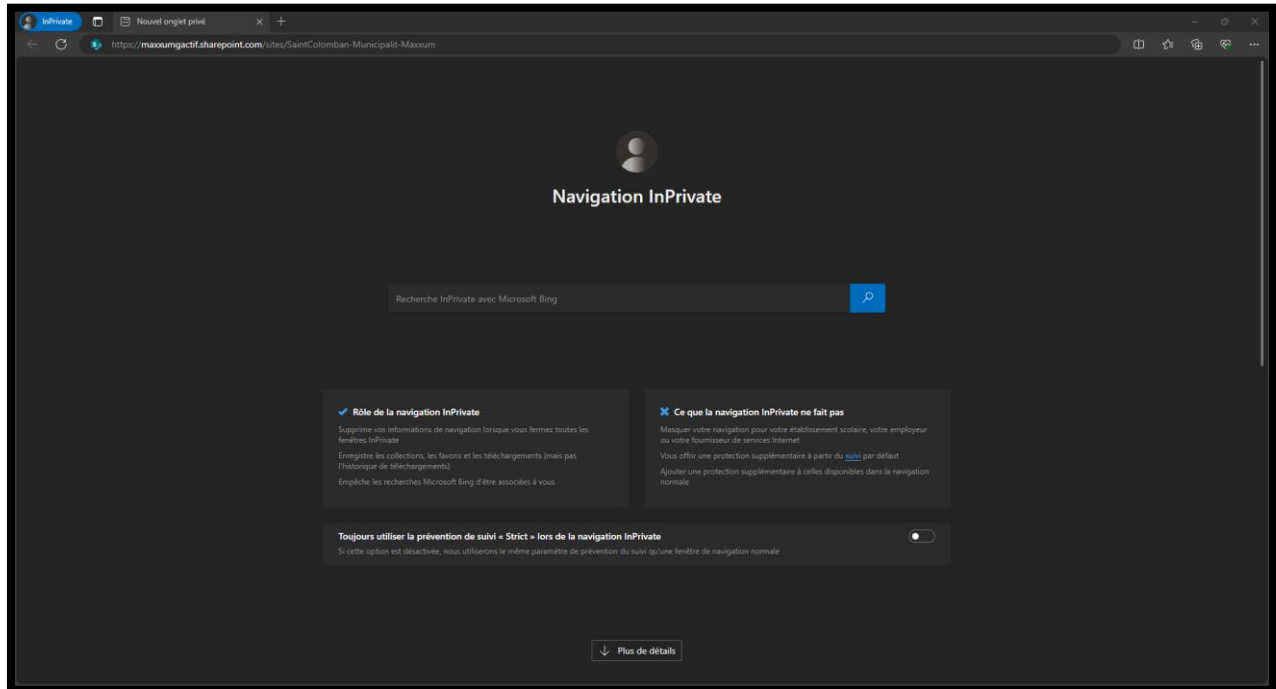 InPrivate
Nouvel onglet privé
https://maxxumgactif.sharepoint.com/sites/SaintColomban-Municipalit-Maxxum
Navigation InPrivate
Recherche InPrivate avec Microsoft Bing
Rôle de la navigation InPrivate
Supprime vos informations de navigation lorsque vous fermez toutes les
fenêtres InPrivate
Enregistre les collections, les favoris et les téléchargements (mais pas
l'historique de téléchargements)
Empêche les recherches Microsoft Bing d'être associées à vous
Ce que la navigation InPrivate ne fait pas
Masquer votre navigation pour votre établissement scolaire, votre employeur
ou votre fournisseur de services Internet
Vous offrir une protection supplémentaire à partir du suivi par défaut
Ajouter une protection supplémentaire à celles disponibles dans la navigation
normale
Toujours utiliser la prévention de suivi « Strict » lors de la navigation InPrivate
Si cette option est désactivée, nous utiliserons le même paramètre de prévention du suivi qu'une fenêtre de navigation normale
Plus de détails